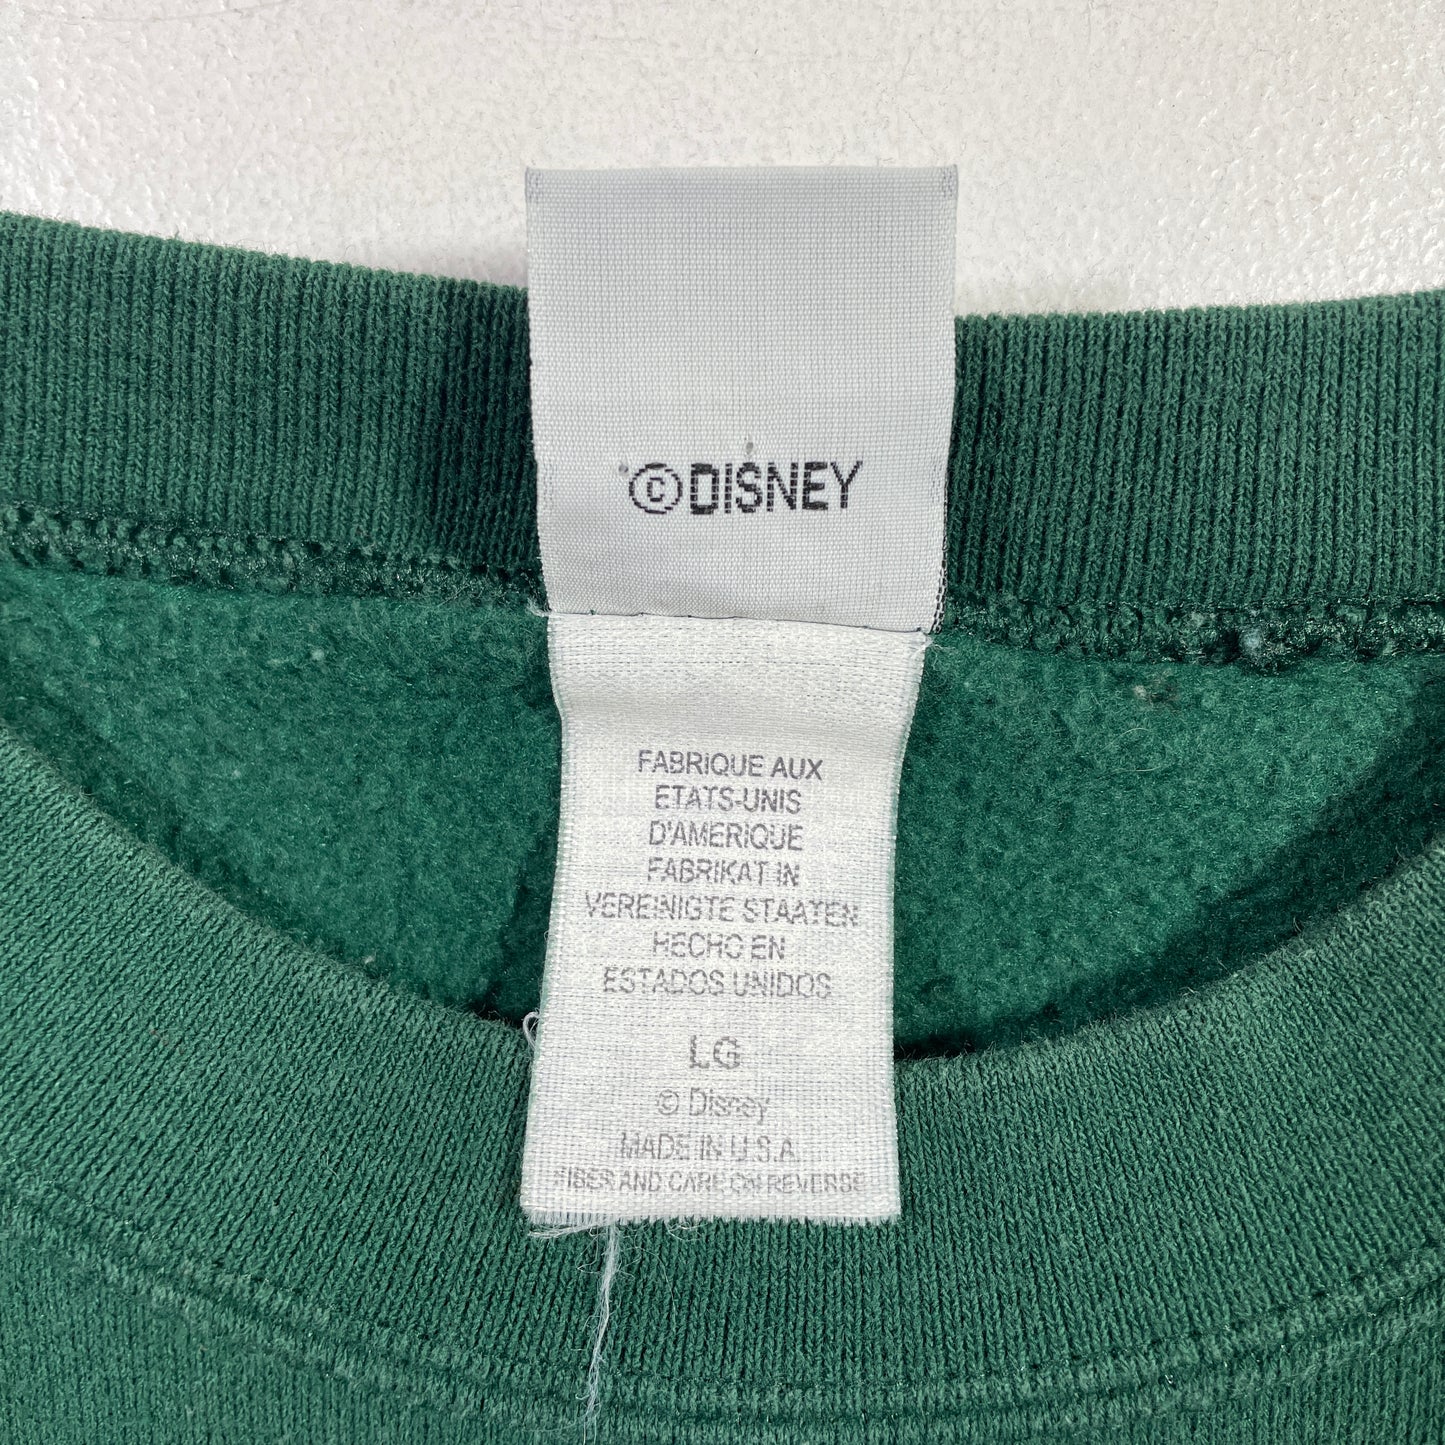 ©DISNEY
FABRIQUE AUX
ETATS-UNIS
D'AMERIQUE
FABRIKAT IN
VEREINIGTE STAATEN
HECHO EN
ESTADOS UNIDOS
LG
© Disney
MADE IN U.S.A.
FIBER AND CARE ON REVERSE